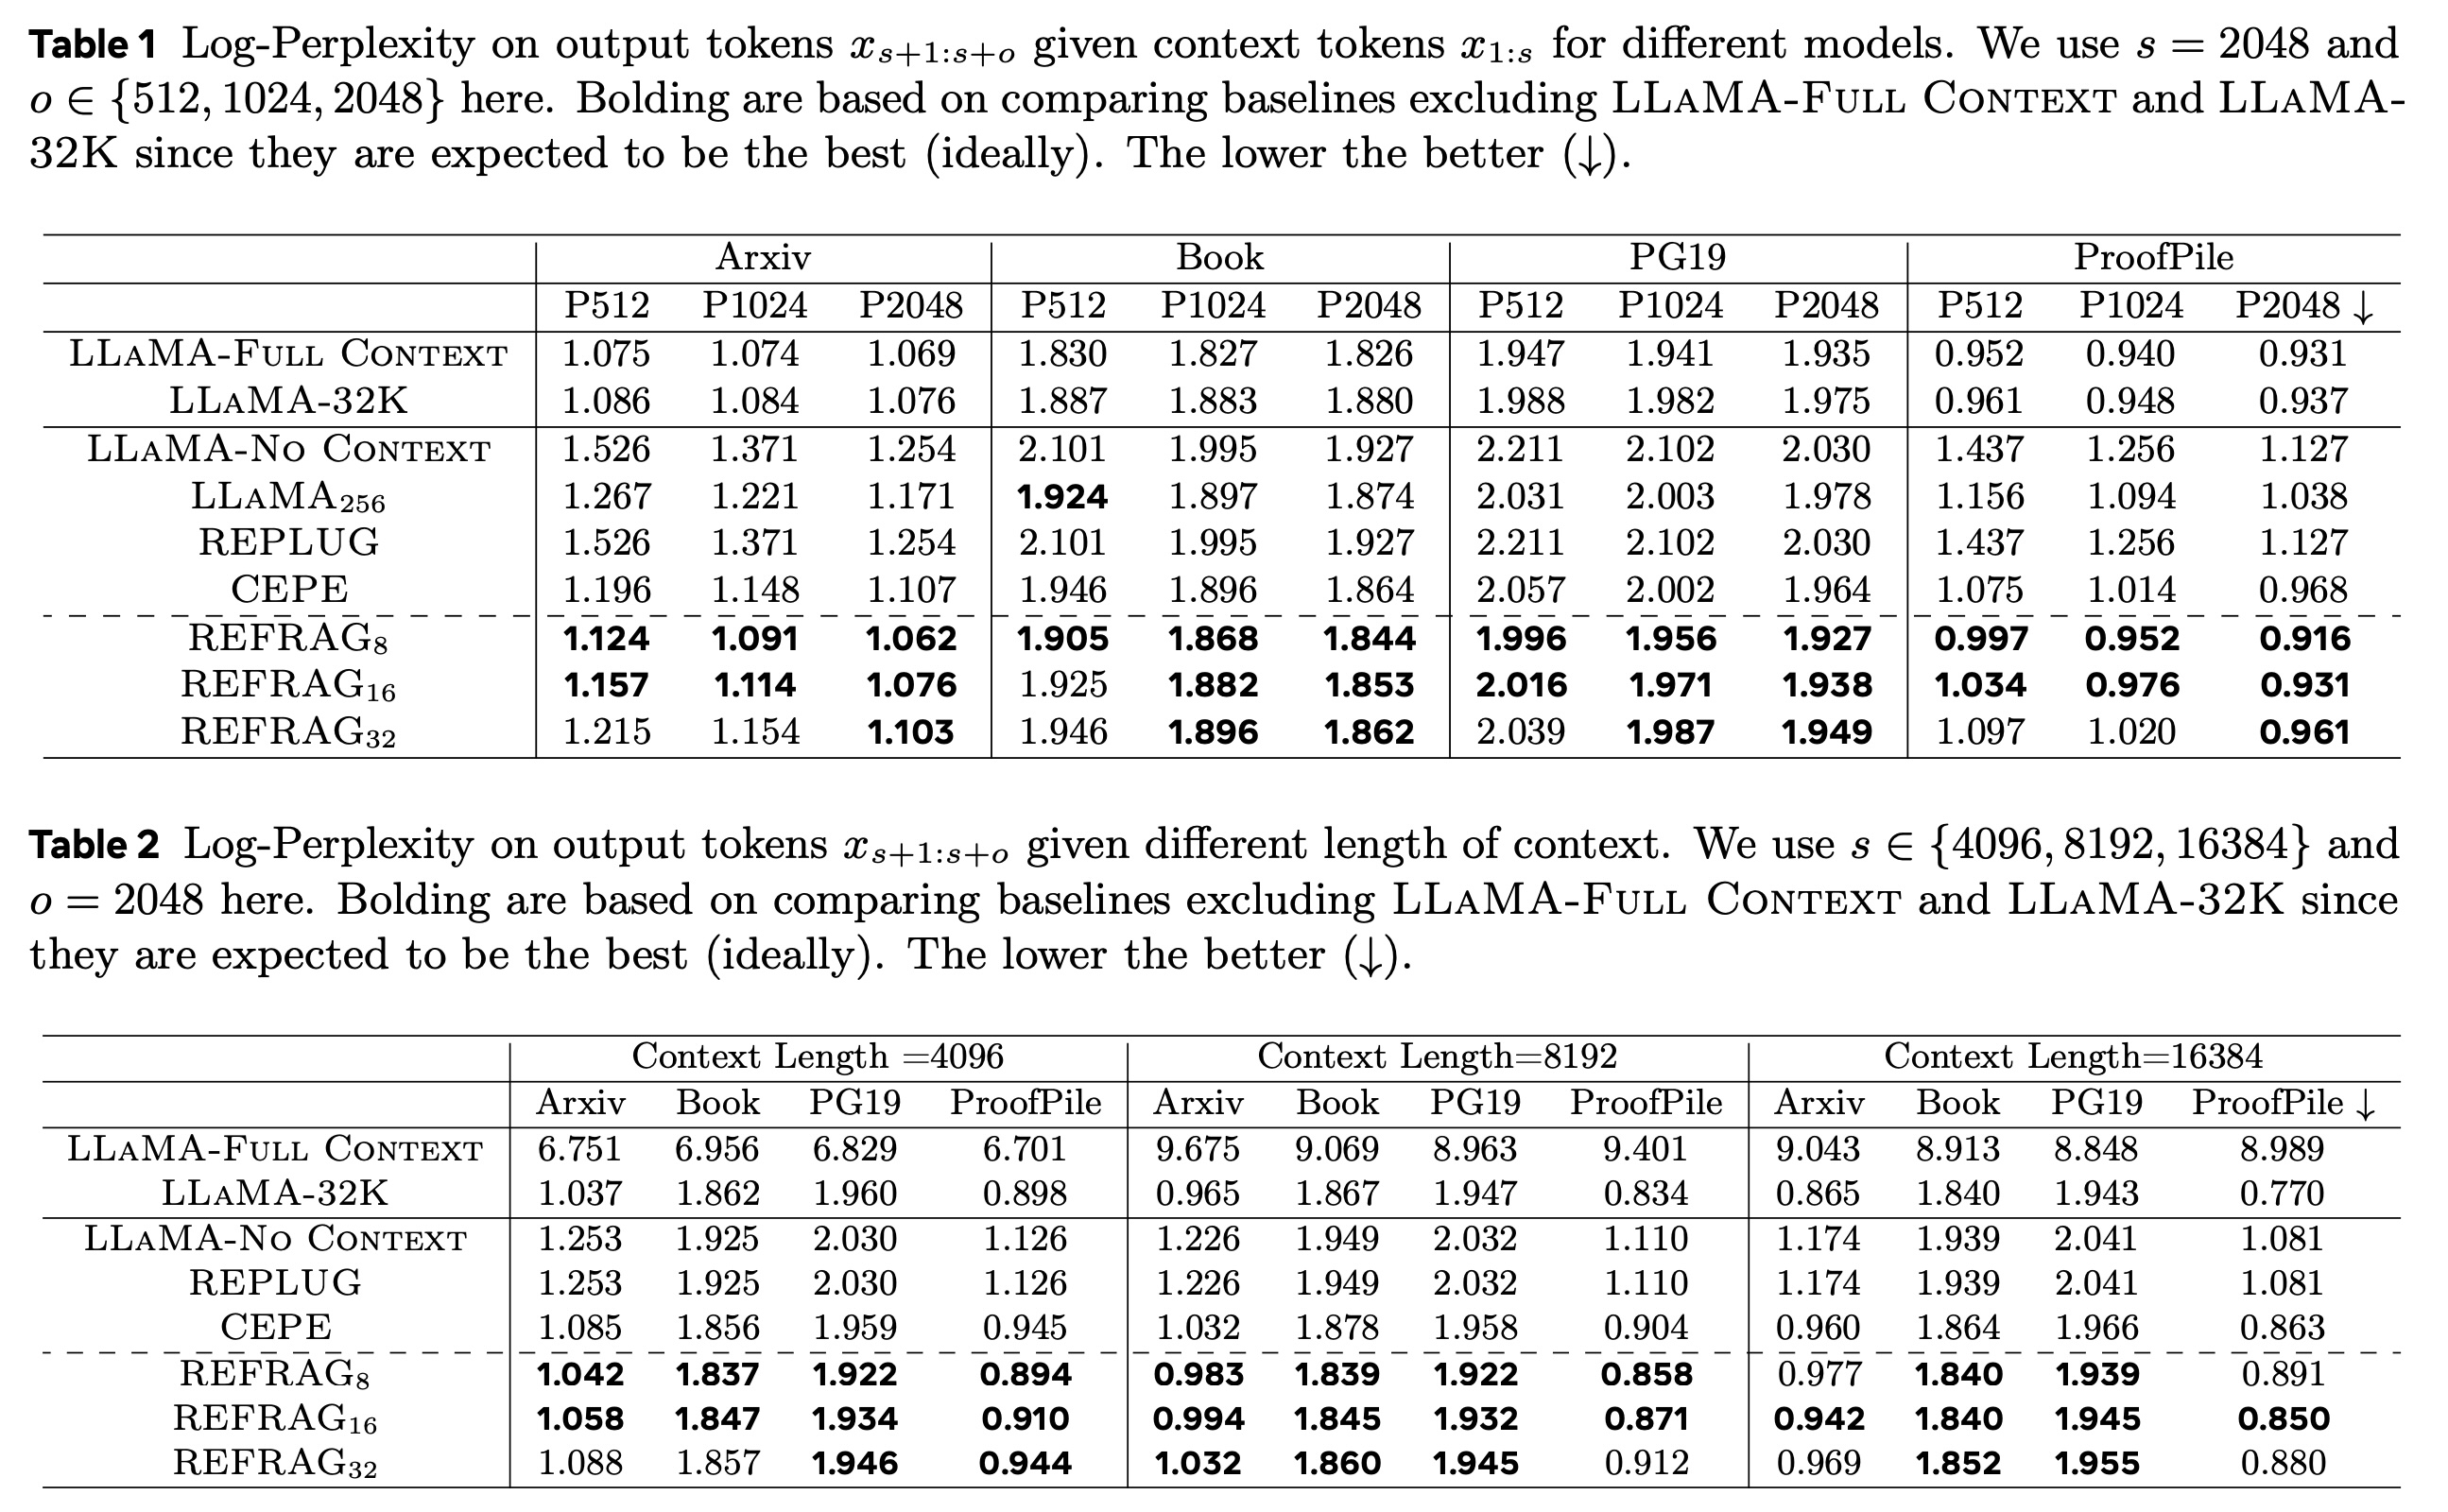 Table 1 Log-Perplexity on output tokens x_{s+1:s+o} given context tokens x_{1:s} for different models. We use s = 2048 and
o ∈ {512, 1024, 2048} here. Bolding are based on comparing baselines excluding LLaMA-Full Context and LLaMA-
32K since they are expected to be the best (ideally). The lower the better (↓).
Arxiv Book PG19 ProofPile
P512 P1024 P2048 P512 P1024 P2048 P512 P1024 P2048 P512 P1024 P2048 ↓
LLaMA-Full Context 1.075 1.074 1.069 1.830 1.827 1.826 1.947 1.941 1.935 0.952 0.940 0.931
LLaMA-32K 1.086 1.084 1.076 1.887 1.883 1.880 1.988 1.982 1.975 0.961 0.948 0.937
LLaMA-No Context 1.526 1.371 1.254 2.101 1.995 1.927 2.211 2.102 2.030 1.437 1.256 1.127
LLaMA_{256} 1.267 1.221 1.171 1.924 1.897 1.874 2.031 2.003 1.978 1.156 1.094 1.038
REPLUG 1.526 1.371 1.254 2.101 1.995 1.927 2.211 2.102 2.030 1.437 1.256 1.127
CEPE 1.196 1.148 1.107 1.946 1.896 1.864 2.057 2.002 1.964 1.075 1.014 0.968
REFRAG_8 1.124 1.091 1.062 1.905 1.868 1.844 1.996 1.956 1.927 0.997 0.952 0.916
REFRAG_{16} 1.157 1.114 1.076 1.925 1.882 1.853 2.016 1.971 1.938 1.034 0.976 0.931
REFRAG_{32} 1.215 1.154 1.103 1.946 1.896 1.862 2.039 1.987 1.949 1.097 1.020 0.961
Table 2 Log-Perplexity on output tokens x_{s+1:s+o} given different length of context. We use s ∈ {4096, 8192, 16384} and
o = 2048 here. Bolding are based on comparing baselines excluding LLaMA-Full Context and LLaMA-32K since
they are expected to be the best (ideally). The lower the better (↓).
Context Length =4096 Context Length=8192 Context Length=16384
Arxiv Book PG19 ProofPile Arxiv Book PG19 ProofPile Arxiv Book PG19 ProofPile ↓
LLaMA-Full Context 6.751 6.956 6.829 6.701 9.675 9.069 8.963 9.401 9.043 8.913 8.848 8.989
LLaMA-32K 1.037 1.862 1.960 0.898 0.965 1.867 1.947 0.834 0.865 1.840 1.943 0.770
LLaMA-No Context 1.253 1.925 2.030 1.126 1.226 1.949 2.032 1.110 1.174 1.939 2.041 1.081
REPLUG 1.253 1.925 2.030 1.126 1.226 1.949 2.032 1.110 1.174 1.939 2.041 1.081
CEPE 1.085 1.856 1.959 0.945 1.032 1.878 1.958 0.904 0.960 1.864 1.966 0.863
REFRAG_8 1.042 1.837 1.922 0.894 0.983 1.839 1.922 0.858 0.977 1.840 1.939 0.891
REFRAG_{16} 1.058 1.847 1.934 0.910 0.994 1.845 1.932 0.871 0.942 1.840 1.945 0.850
REFRAG_{32} 1.088 1.857 1.946 0.944 1.032 1.860 1.945 0.912 0.969 1.852 1.955 0.880